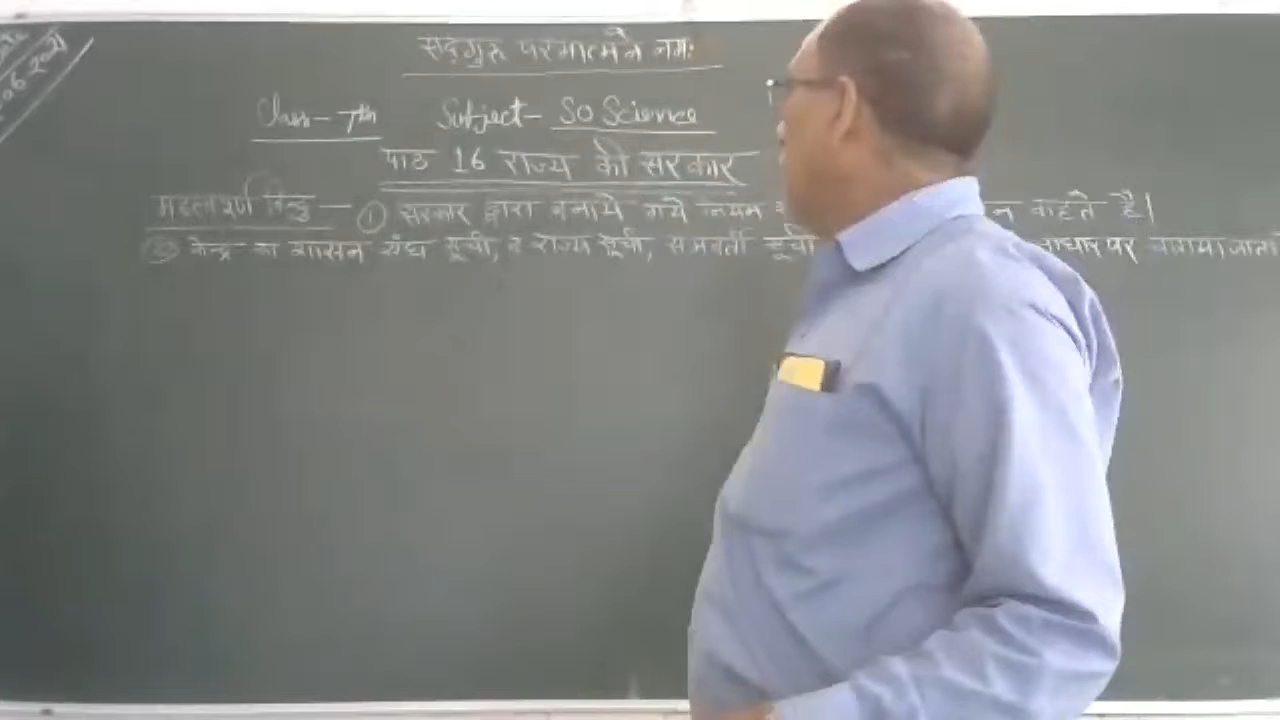 सद्गुरु परमात्मने नमः
Class - 7th Subject - So Science
पाठ 16 राज्य की सरकार
महत्वपूर्ण बिन्दु — ① सरकार द्वारा बनाये गये नियम न कहते है।
② केन्द्र का शासन संघ सूची, व राज्य सूची, समवर्ती सूची आधार पर चलाया जाता